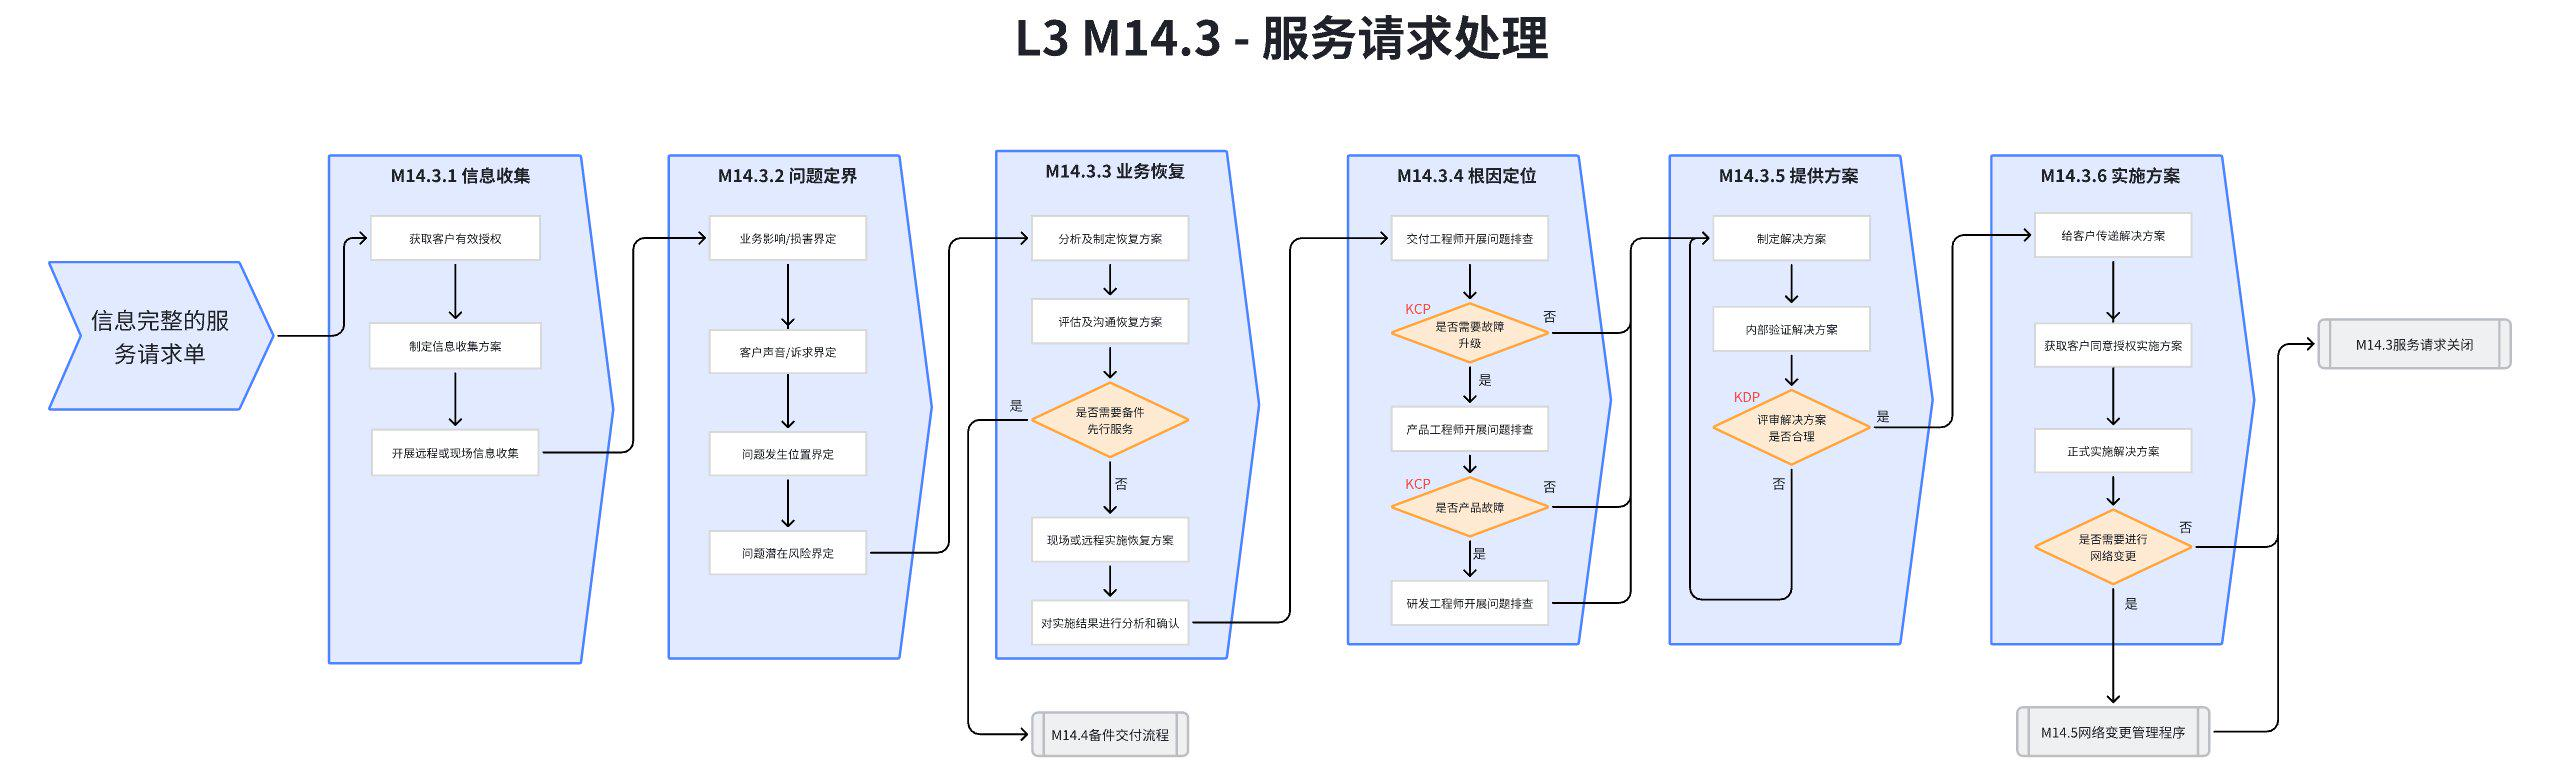 L3 M14.3 - 服务请求处理
信息完整的服
务请求单
M14.3.1 信息收集
获取客户有效授权
制定信息收集方案
开展远程或现场信息收集
M14.3.2 问题定界
业务影响/损害界定
客户声音/诉求界定
问题发生位置界定
问题潜在风险界定
M14.3.3 业务恢复
分析及制定恢复方案
评估及沟通恢复方案
是
是否需要备件
先行服务
否
现场或远程实施恢复方案
对实施结果进行分析和确认
M14.4备件交付流程
M14.3.4 根因定位
交付工程师开展问题排查
KCP
否
是否需要故障
升级
是
产品工程师开展问题排查
KCP
否
是否产品故障
是
研发工程师开展问题排查
M14.3.5 提供方案
制定解决方案
内部验证解决方案
KDP
评审解决方案
是否合理
是
否
M14.3.6 实施方案
给客户传递解决方案
获取客户同意授权实施方案
正式实施解决方案
否
是否需要进行
网络变更
是
M14.5网络变更管理程序
M14.3服务请求关闭